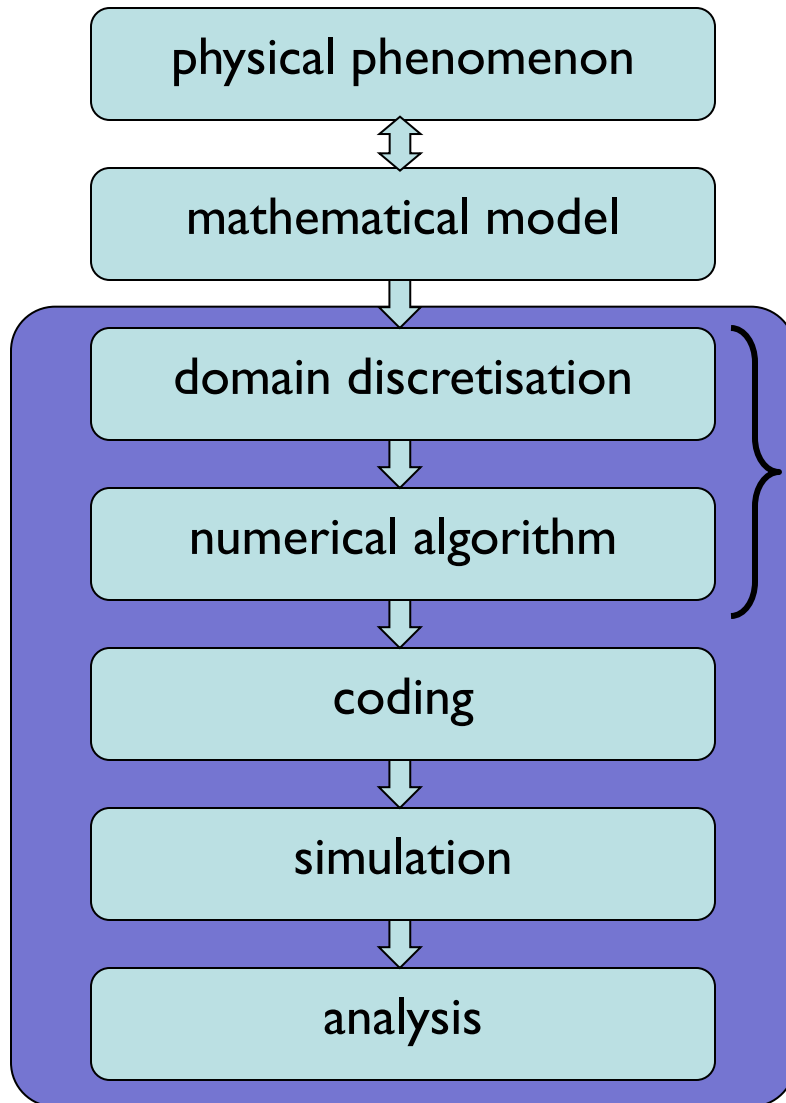 physical phenomenon
mathematical model
domain discretisation
numerical algorithm
coding
simulation
analysis